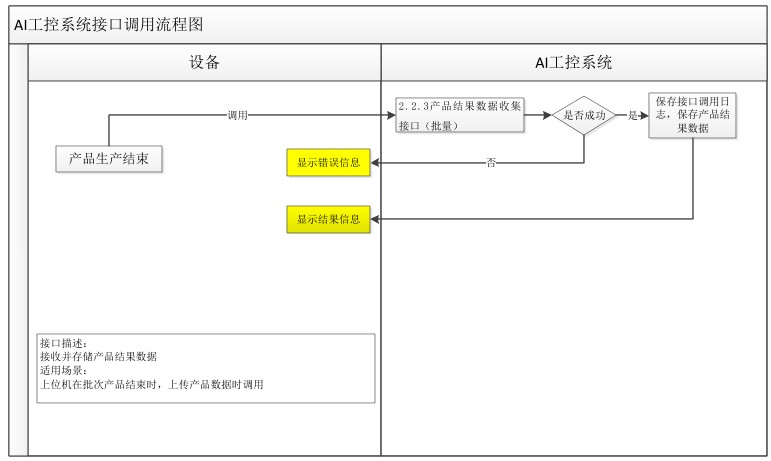 AI工控系统接口调用流程图
设备
AI工控系统
调用
2.2.3产品结果数据收集
接口（批量）
是否成功
是
保存接口调用日
志，保存产品结
果数据
产品生产结束
显示错误信息
否
显示结果信息
接口描述：
接收并存储产品结果数据
适用场景：
上位机在批次产品结束时，上传产品数据时调用